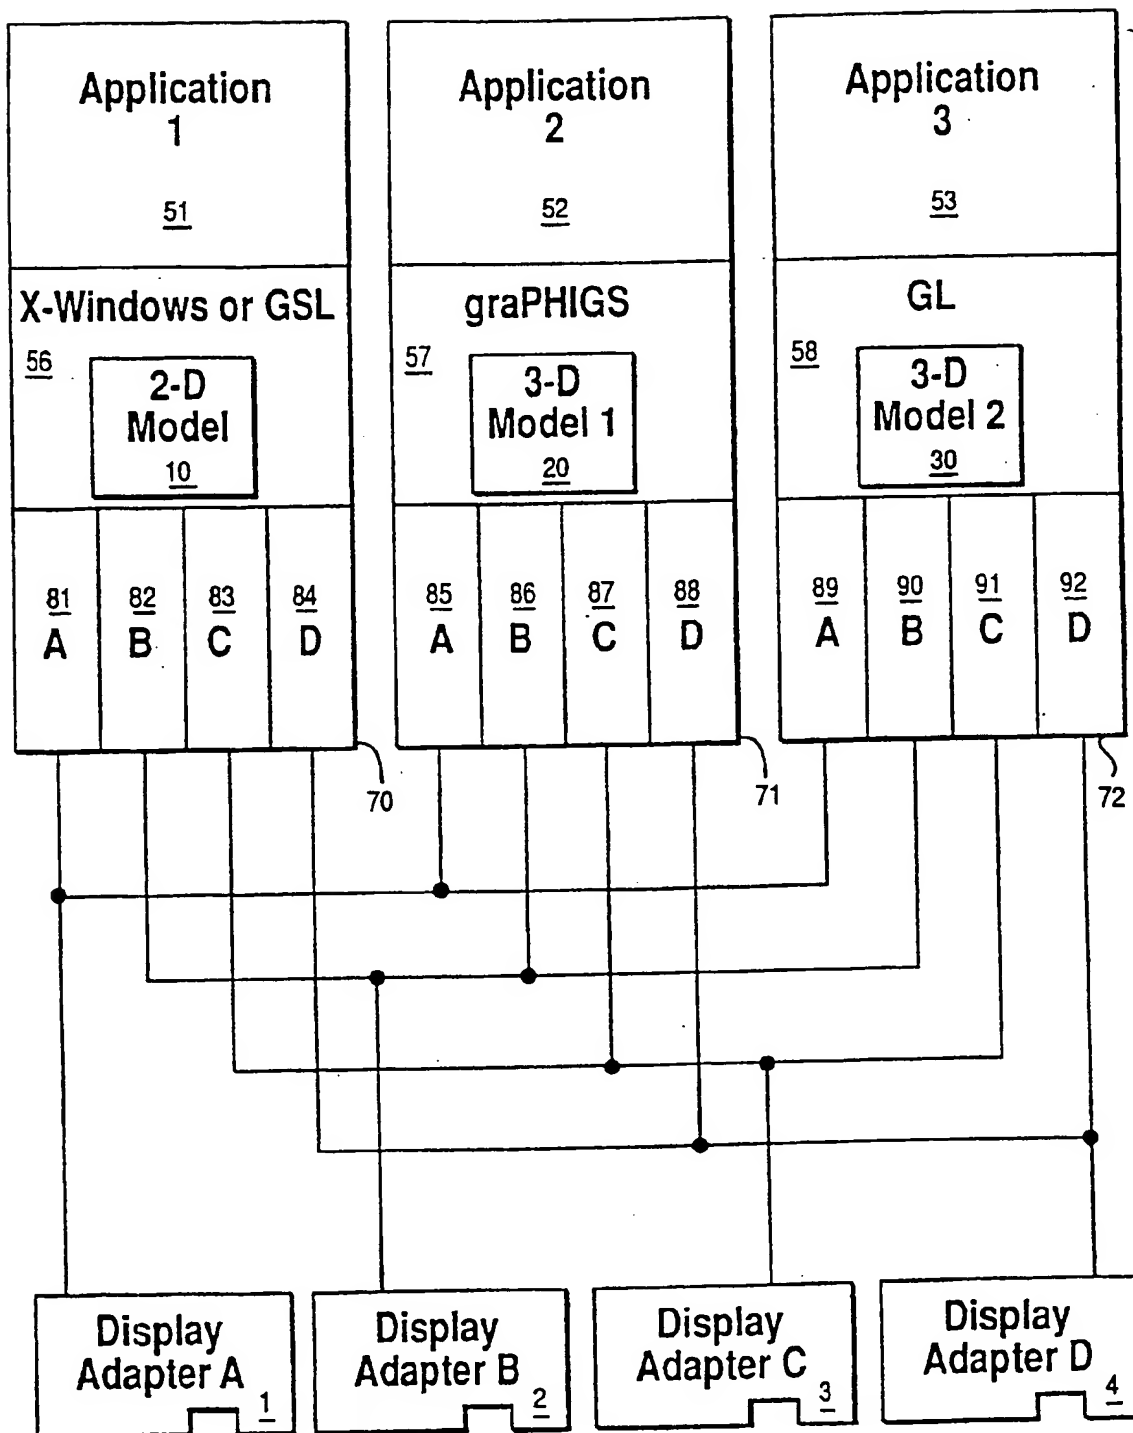 Application
1
51
X-Windows or GSL
56
2-D
Model
10
81
A
82
B
83
C
84
D
70
Application
2
52
graPHIGS
57
3-D
Model 1
20
85
A
86
B
87
C
88
D
71
Application
3
53
GL
58
3-D
Model 2
30
89
A
90
B
91
C
92
D
72
Display
Adapter A
1
Display
Adapter B
2
Display
Adapter C
3
Display
Adapter D
4